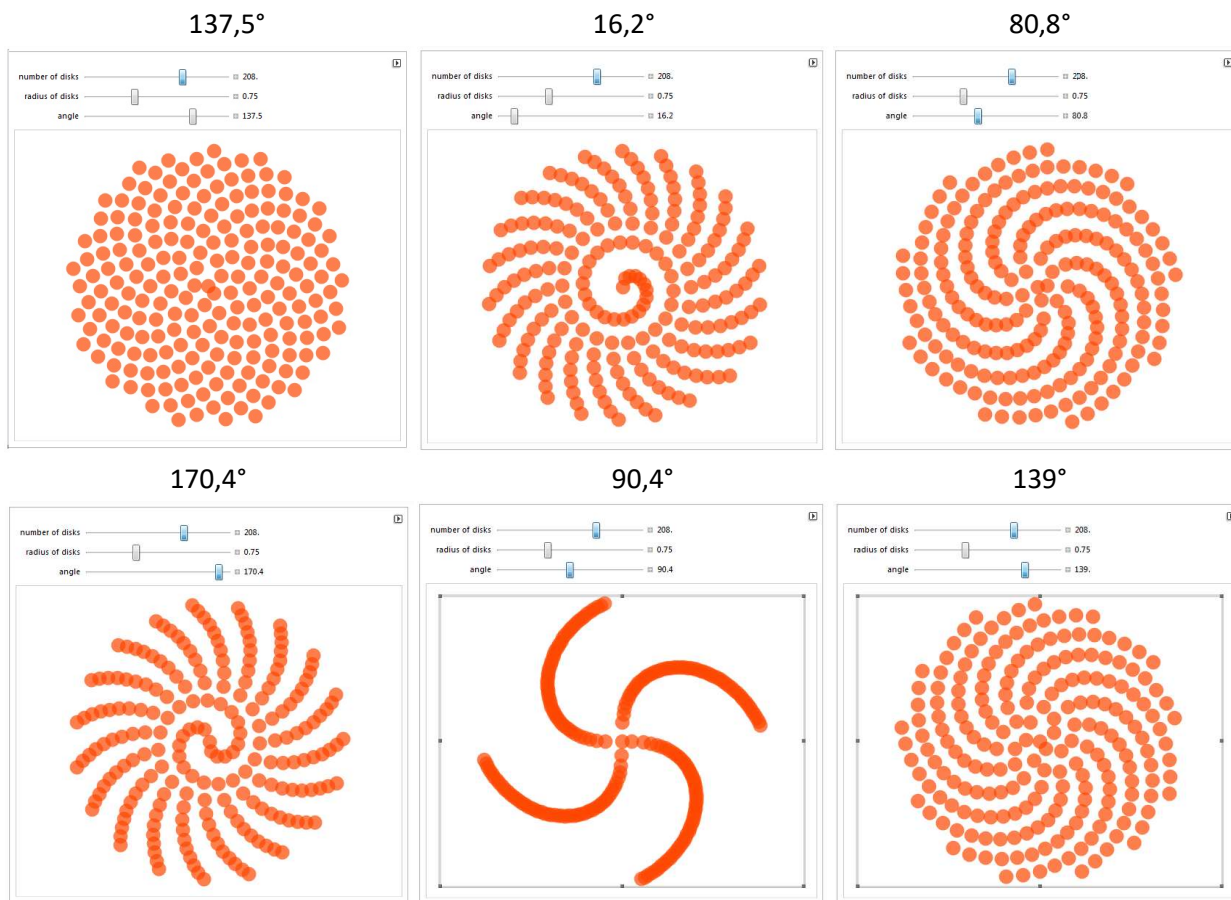 137,5°
16,2°
80,8°
number of disks 208.
radius of disks 0.75
angle 137.5
number of disks 208.
radius of disks 0.75
angle 16.2
number of disks 208.
radius of disks 0.75
angle 80.8
170,4°
90,4°
139°
number of disks 208.
radius of disks 0.75
angle 170.4
number of disks 208.
radius of disks 0.75
angle 90.4
number of disks 208.
radius of disks 0.75
angle 139.